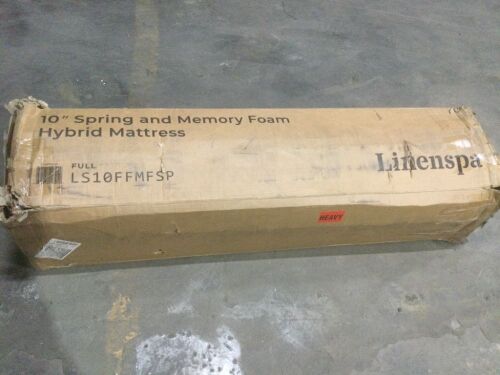 10" Spring and Memory Foam
Hybrid Mattress
FULL
LS10FFMFSP
Linenspa
HEAVY